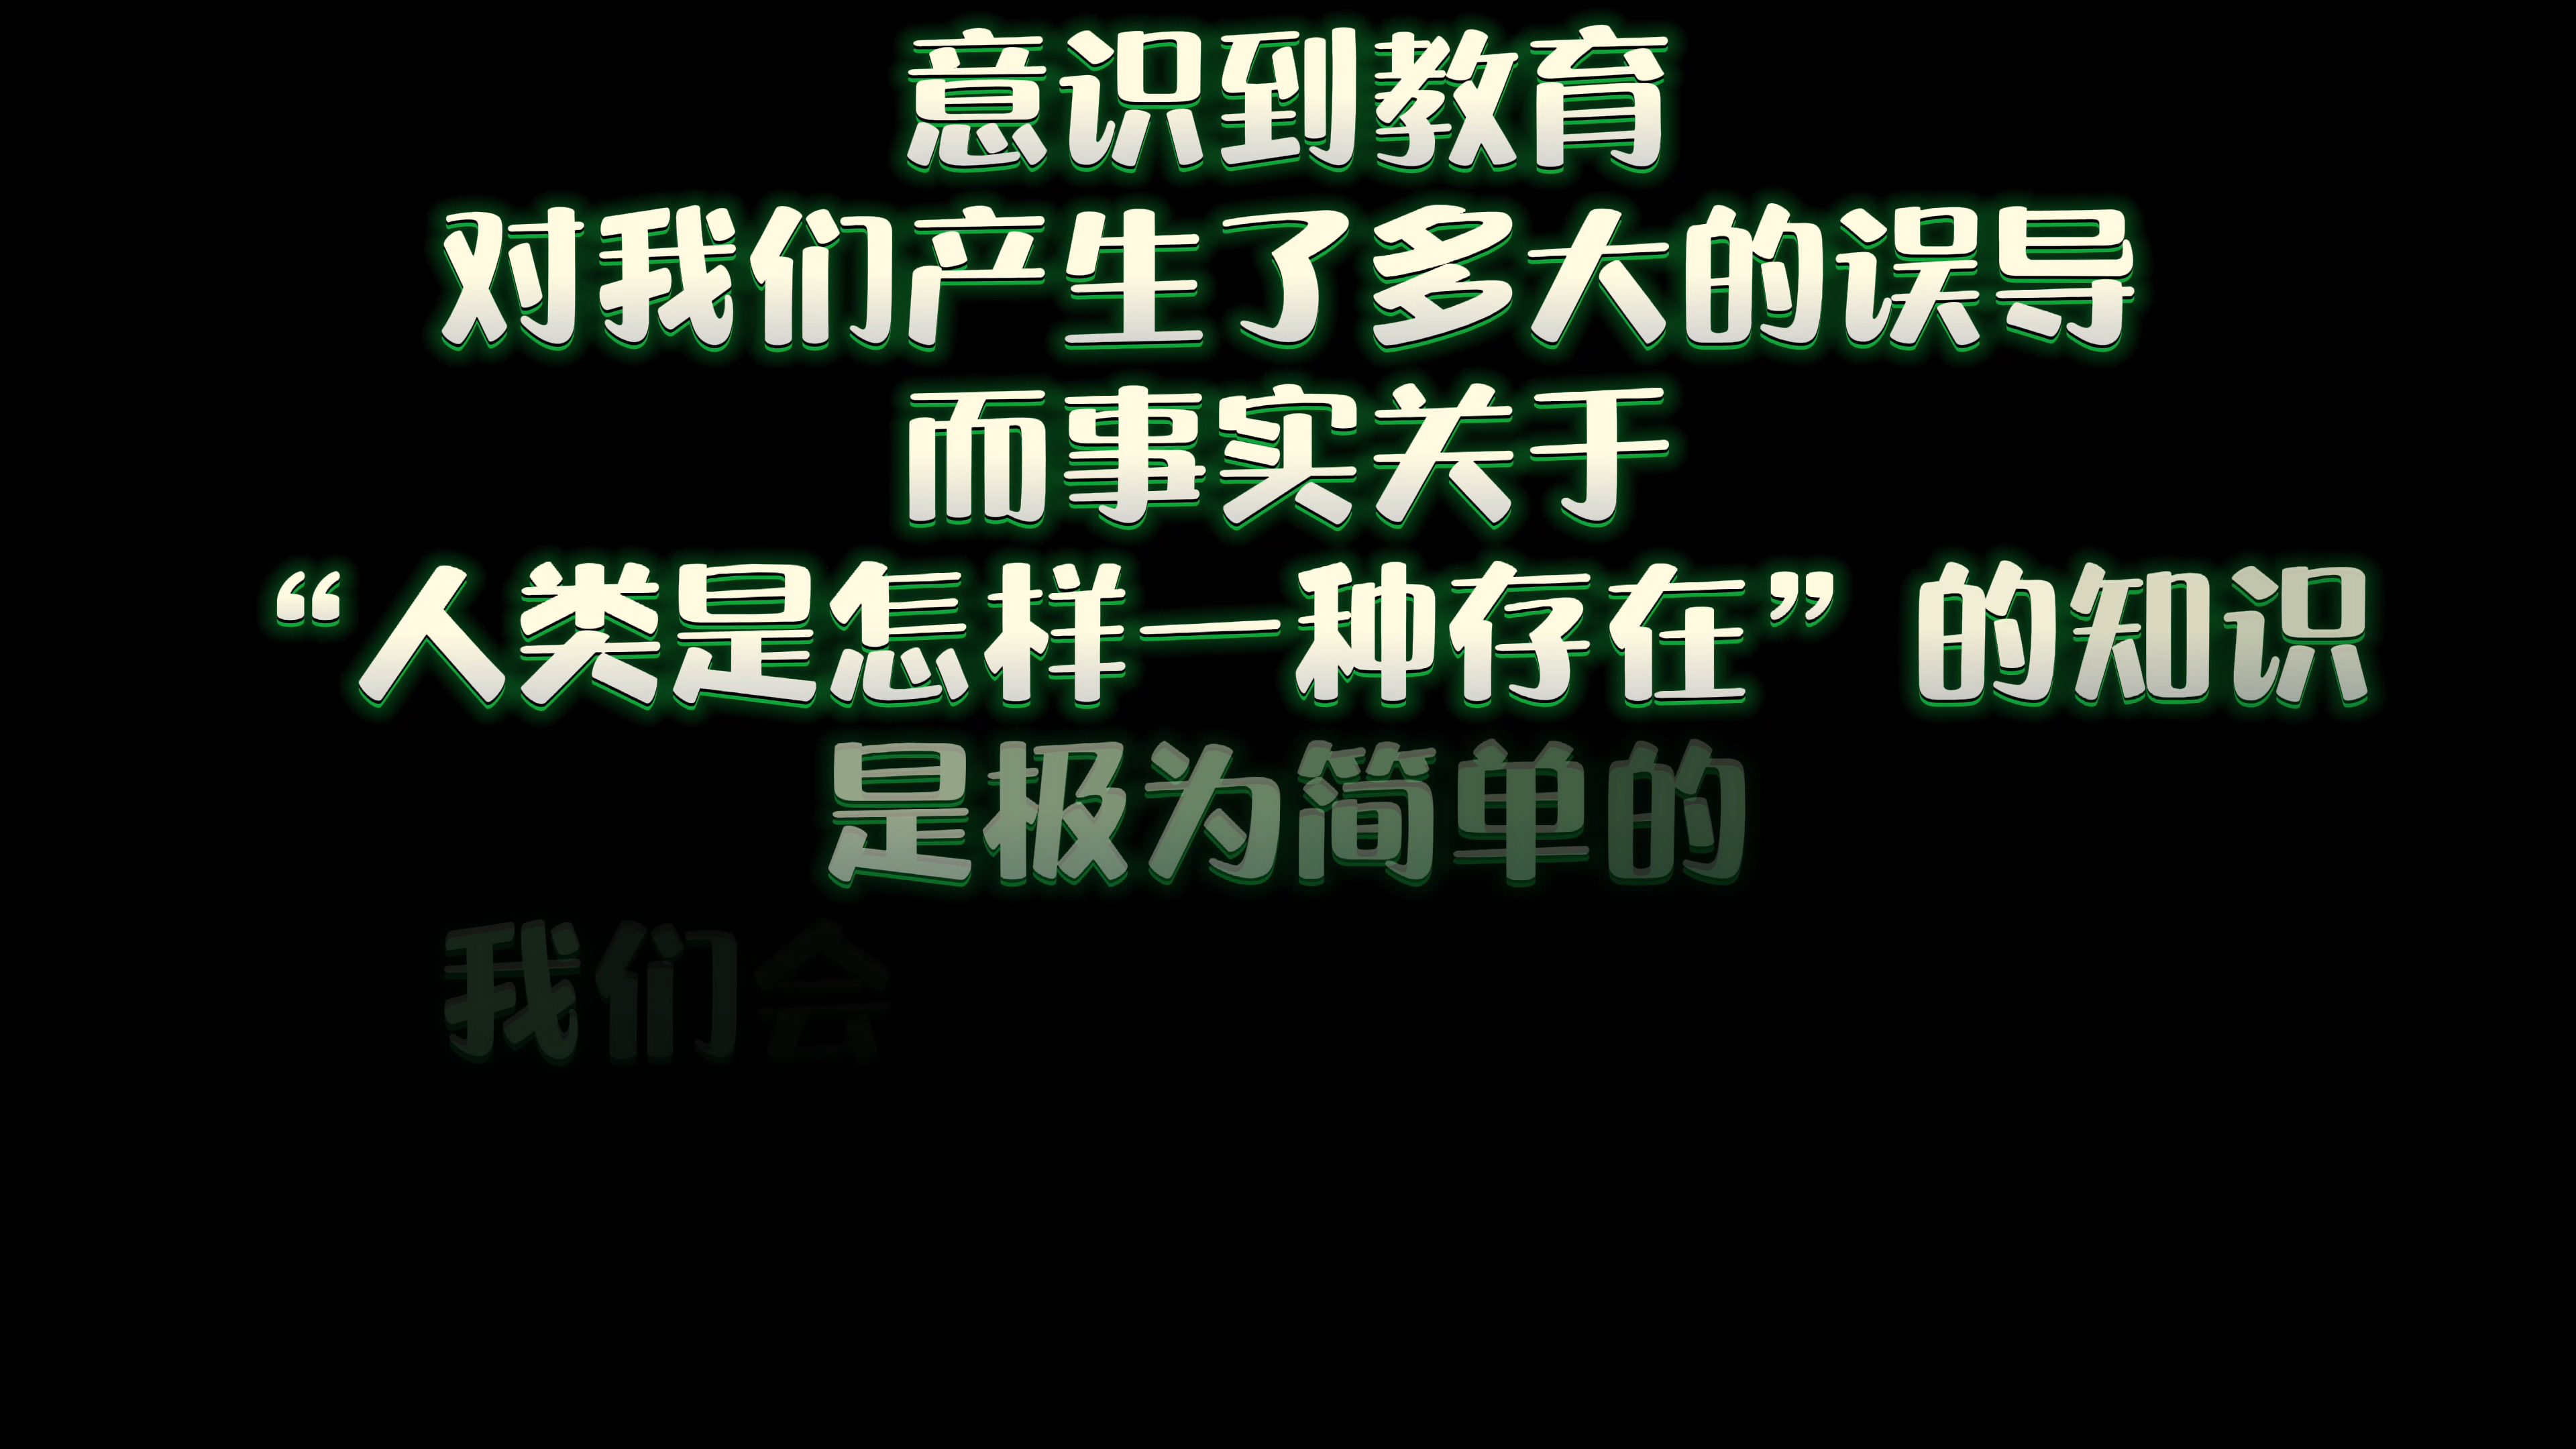 意识到教育
对我们产生了多大的误导
而事实关于
“人类是怎样一种存在”的知识
是极为简单的
我们会